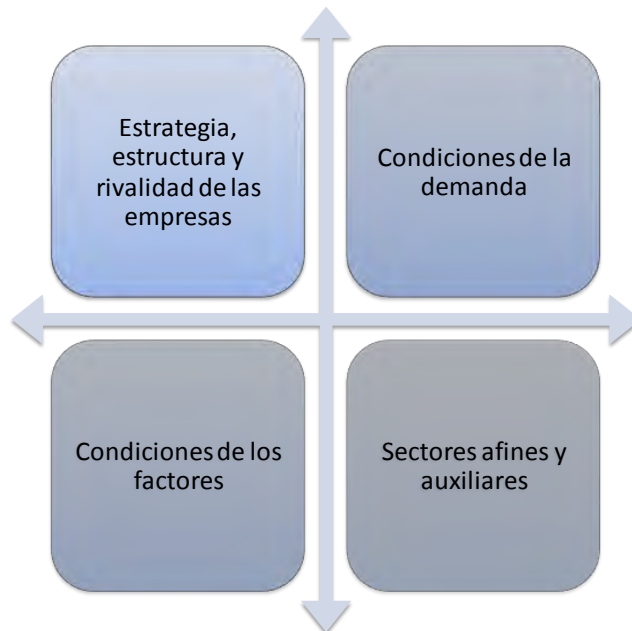 Estrategia,
estructura y
rivalidad de las
empresas
Condiciones de la
demanda
Condiciones de los
factores
Sectores afines y
auxiliares